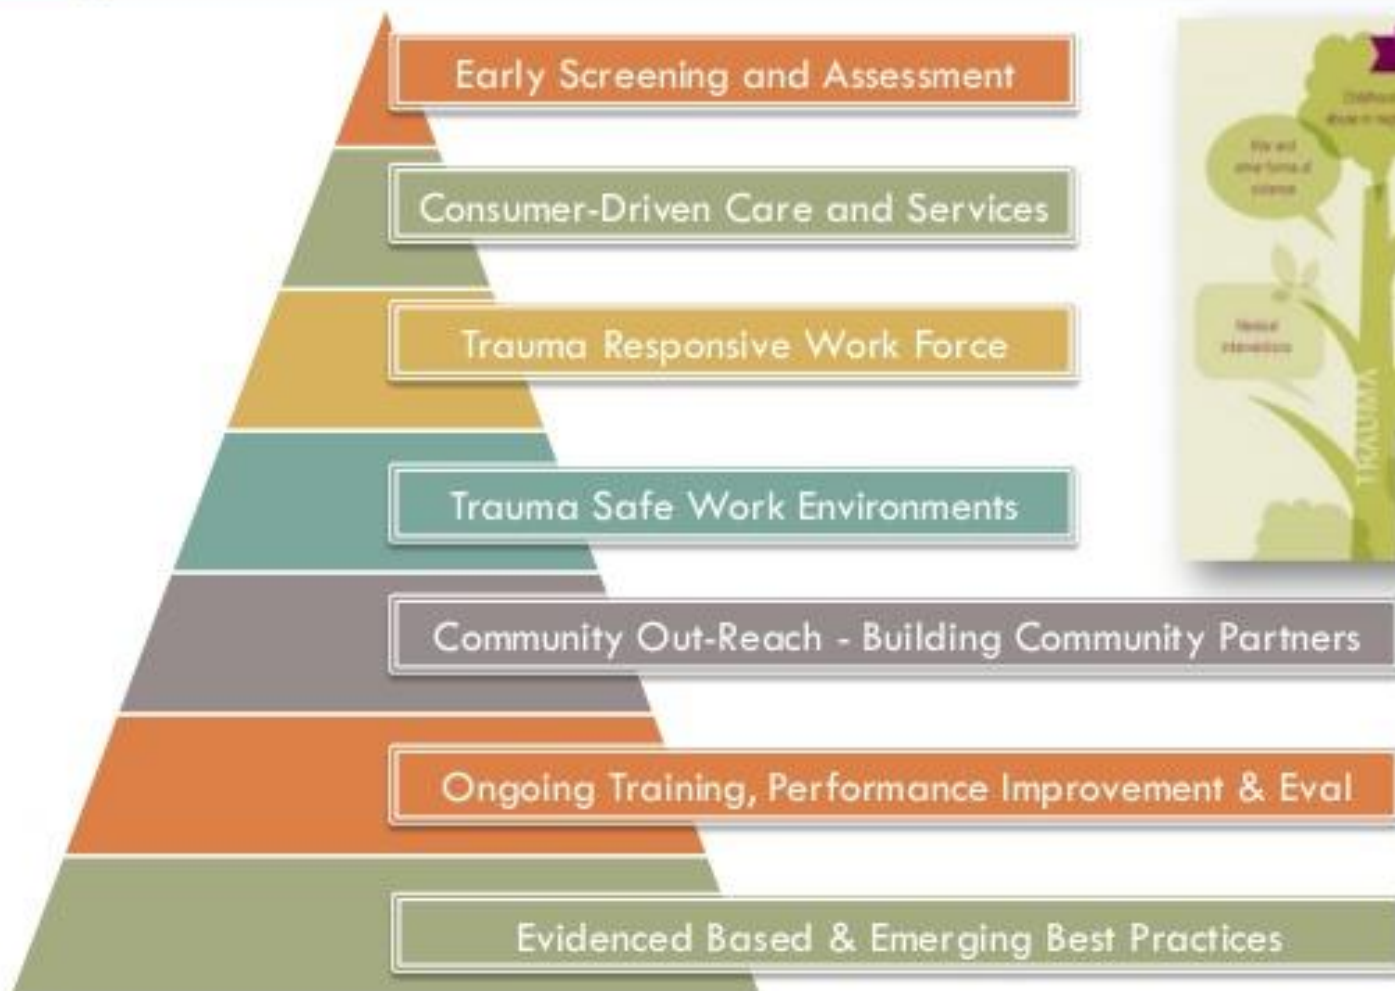 Early Screening and Assessment
Consumer-Driven Care and Services
Trauma Responsive Work Force
Trauma Safe Work Environments
Community Out-Reach - Building Community Partners
Ongoing Training, Performance Improvement & Eval
Evidenced Based & Emerging Best Practices
TRAUMA